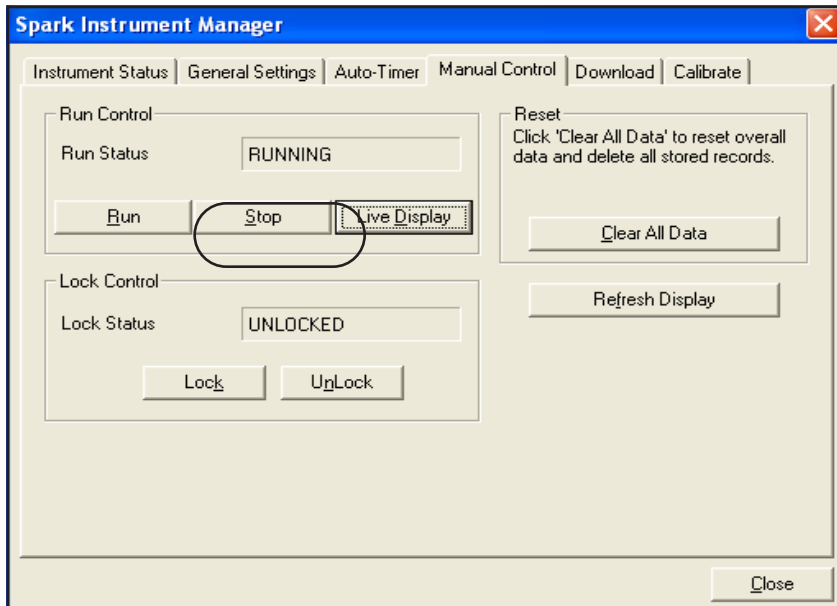 Spark Instrument Manager
Instrument Status
General Settings
Auto-Timer
Manual Control
Download
Calibrate
Run Control
Run Status
RUNNING
Run
Stop
Live Display
Reset
Click 'Clear All Data' to reset overall
data and delete all stored records.
Clear All Data
Lock Control
Lock Status
UNLOCKED
Lock
UnLock
Refresh Display
Close